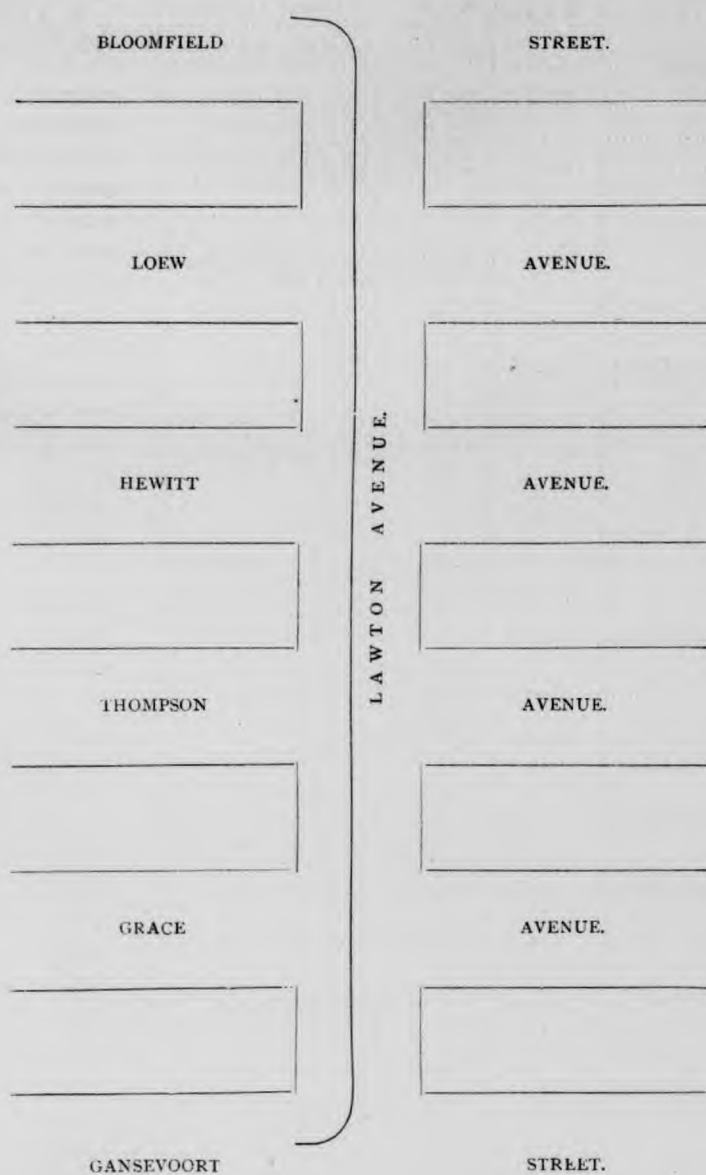 BLOOMFIELD STREET.
LOEW AVENUE.
HEWITT AVENUE.
LAWTON AVENUE.
THOMPSON AVENUE.
GRACE AVENUE.
GANSEVOORT STREET.